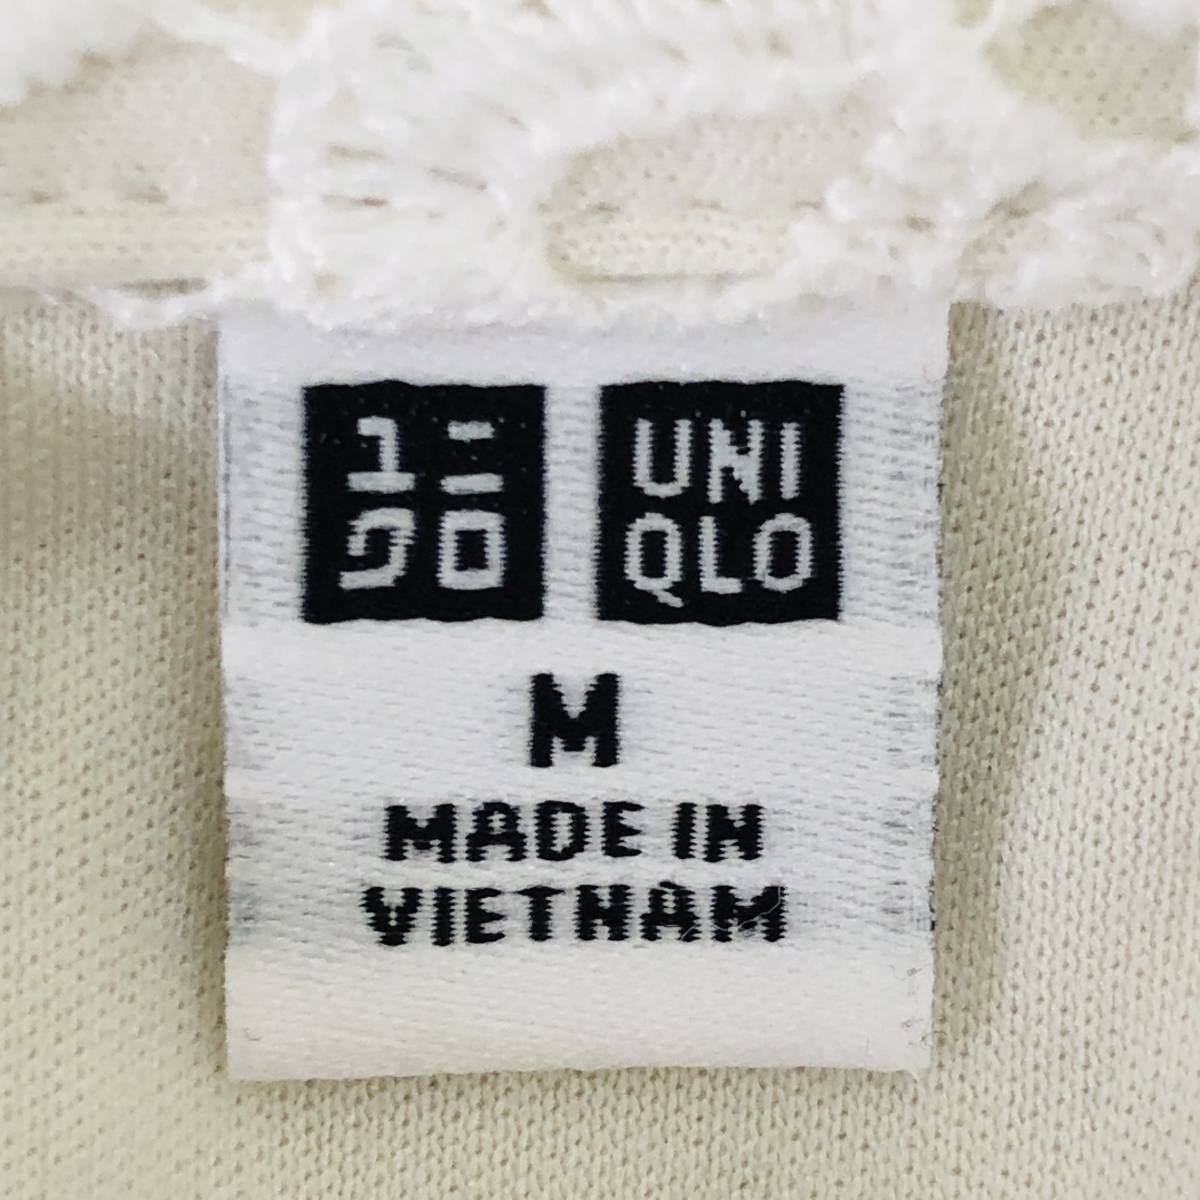 ユニ UNI
クロ QLO
M
MADE IN
VIETNAM